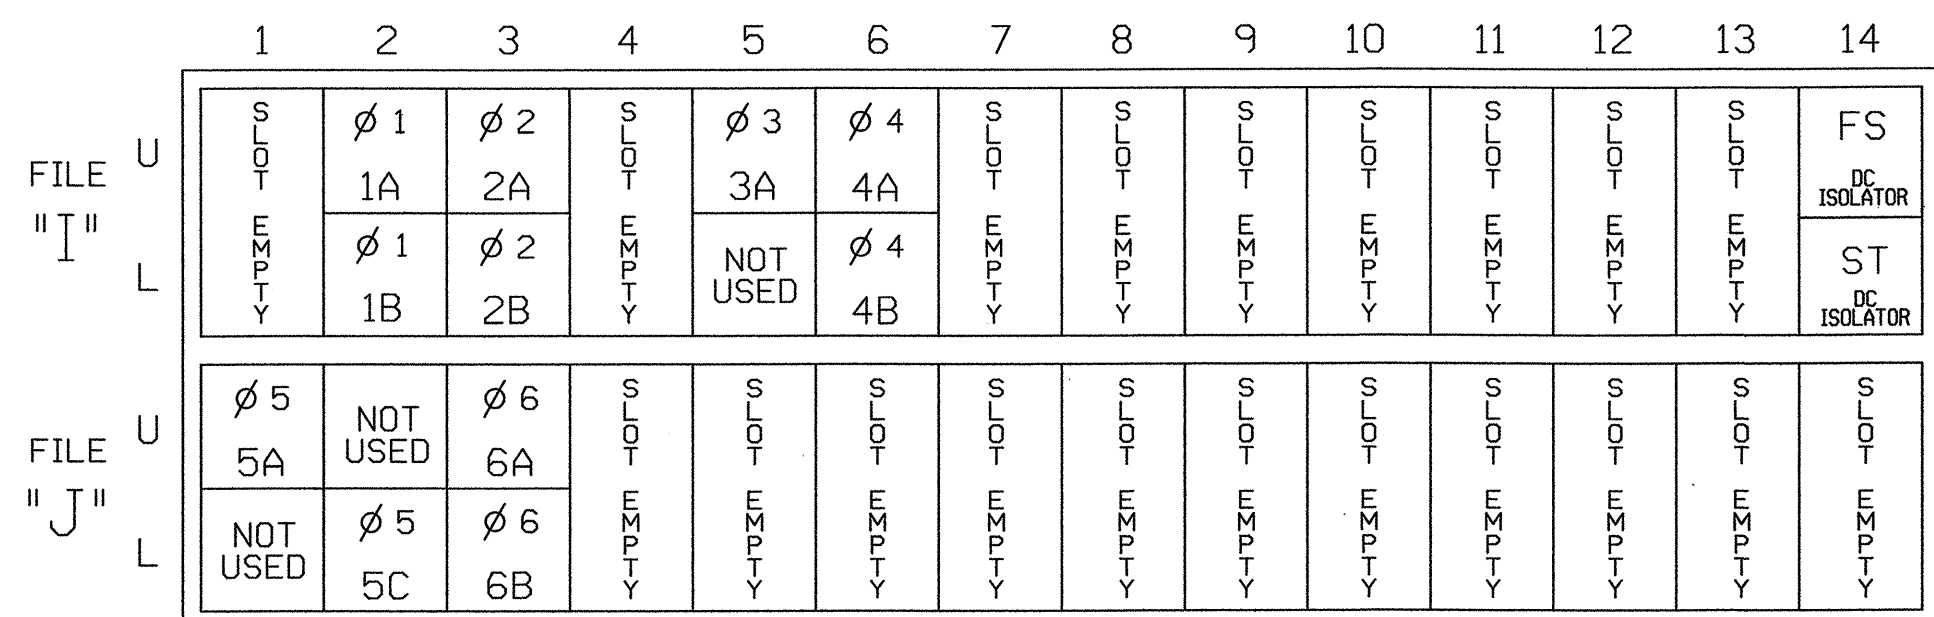 1 2 3 4 5 6 7 8 9 10 11 12 13 14
FILE "I"
U
L
SLOT EMPTY
Ø 1
1A
Ø 1
1B
Ø 2
2A
Ø 2
2B
SLOT EMPTY
Ø 3
3A
NOT
USED
Ø 4
4A
Ø 4
4B
SLOT EMPTY
SLOT EMPTY
SLOT EMPTY
SLOT EMPTY
SLOT EMPTY
SLOT EMPTY
SLOT EMPTY
FS
DC
ISOLATOR
ST
DC
ISOLATOR
FILE "J"
U
L
Ø 5
5A
NOT
USED
NOT
USED
Ø 5
5C
Ø 6
6A
Ø 6
6B
SLOT EMPTY
SLOT EMPTY
SLOT EMPTY
SLOT EMPTY
SLOT EMPTY
SLOT EMPTY
SLOT EMPTY
SLOT EMPTY
SLOT EMPTY
SLOT EMPTY
SLOT EMPTY